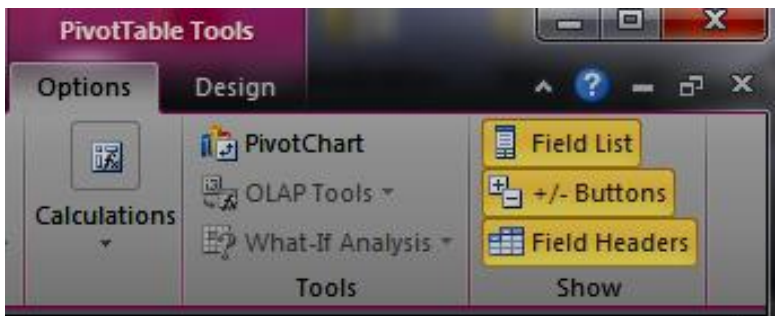 PivotTable Tools
Options Design
PivotChart
OLAP Tools
What-If Analysis
Calculations
Tools
Field List
+/- Buttons
Field Headers
Show